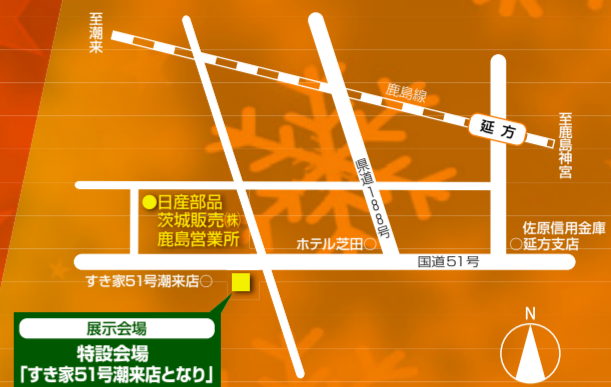 至潮来
鹿島線
延方
至鹿島神宮
県道188号
●日産部品
茨城販売㈱
鹿島営業所
ホテル芝田○
佐原信用金庫
○延方支店
国道51号
すき家51号潮来店○
展示会場
特設会場
「すき家51号潮来店となり」
N